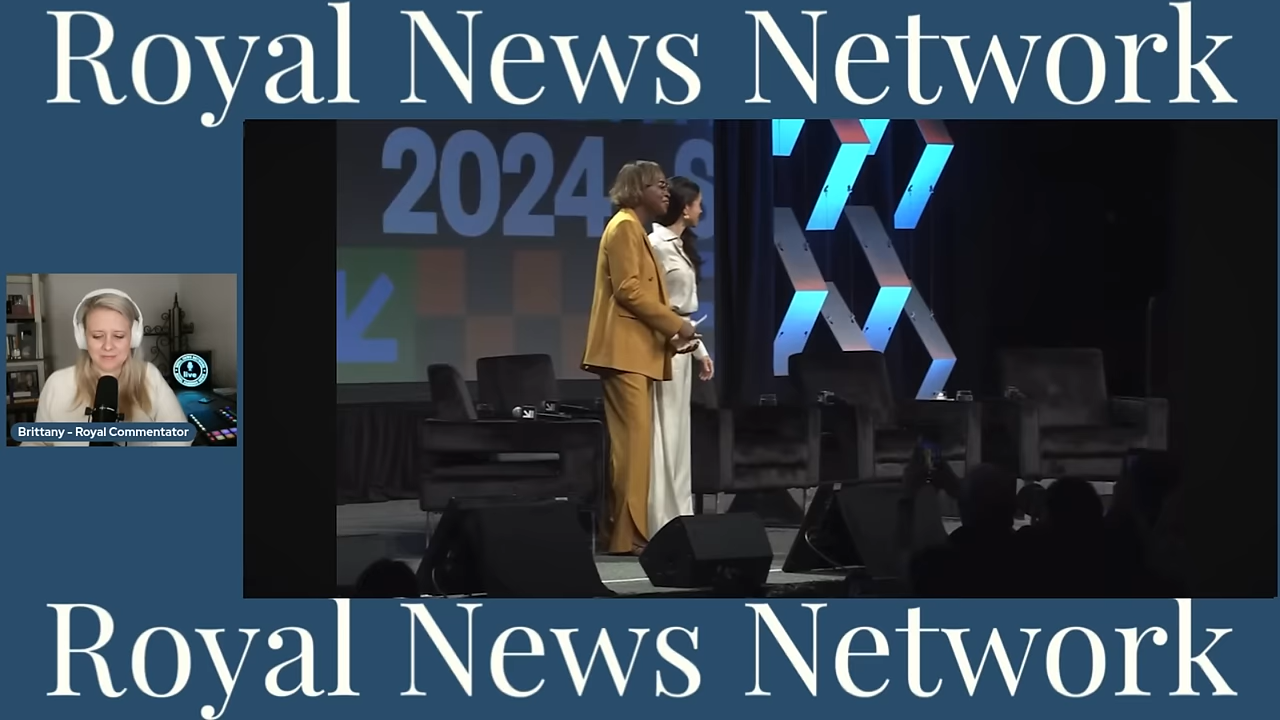 Royal News Network
2024 S
live
Brittany - Royal Commentator
Royal News Network